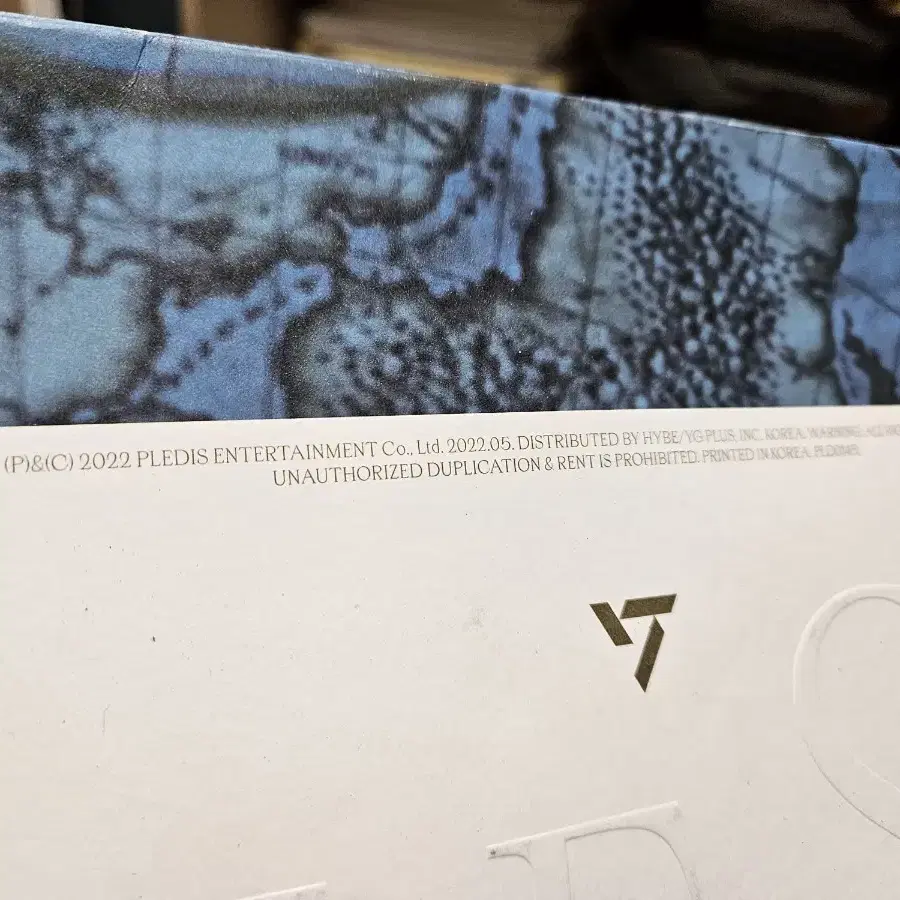 (P)&(C) 2022 PLEDIS ENTERTAINMENT Co., Ltd. 2022.05. DISTRIBUTED BY HYBE/YG PLUS, INC. KOREA. WARNING: ALL
UNAUTHORIZED DUPLICATION & RENT IS PROHIBITED. PRINTED IN KOREA.